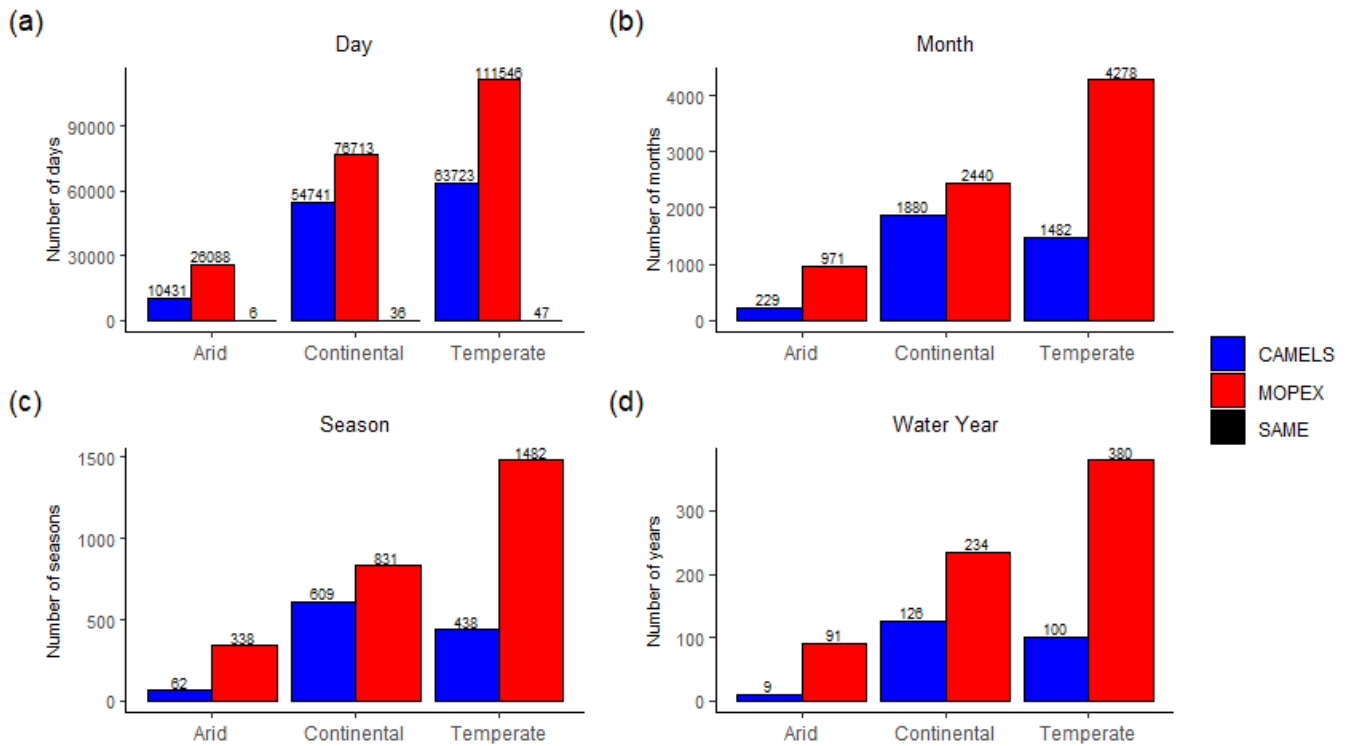 (a)
Day
Number of days
90000
60000
30000
0
10431
26088
6
54741
76713
36
63723
111546
47
Arid
Continental
Temperate
(b)
Month
Number of months
4000
3000
2000
1000
0
229
971
1880
2440
1482
4278
Arid
Continental
Temperate
(c)
Season
Number of seasons
1500
1000
500
0
62
338
609
831
438
1482
Arid
Continental
Temperate
(d)
Water Year
Number of years
300
200
100
0
9
91
126
234
100
380
Arid
Continental
Temperate
CAMELS
MOPEX
SAME